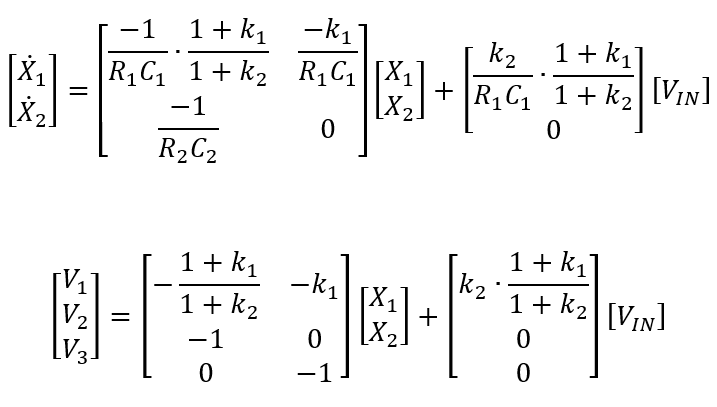 [Ẋ₁ Ẋ₂] = [−1/(R₁C₁) · (1 + k₁)/(1 + k₂)  −k₁/(R₁C₁); −1/(R₂C₂)  0] [X₁ X₂] + [k₂/(R₁C₁) · (1 + k₁)/(1 + k₂); 0] [V_IN]
[V₁ V₂ V₃] = [−(1 + k₁)/(1 + k₂)  −k₁; −1  0; 0  −1] [X₁ X₂] + [k₂ · (1 + k₁)/(1 + k₂); 0; 0] [V_IN]